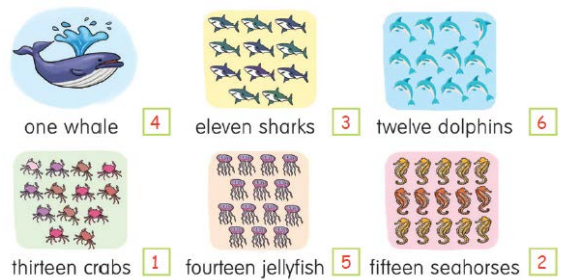 one whale 4 eleven sharks 3 twelve dolphins 6
thirteen crabs 1 fourteen jellyfish 5 fifteen seahorses 2